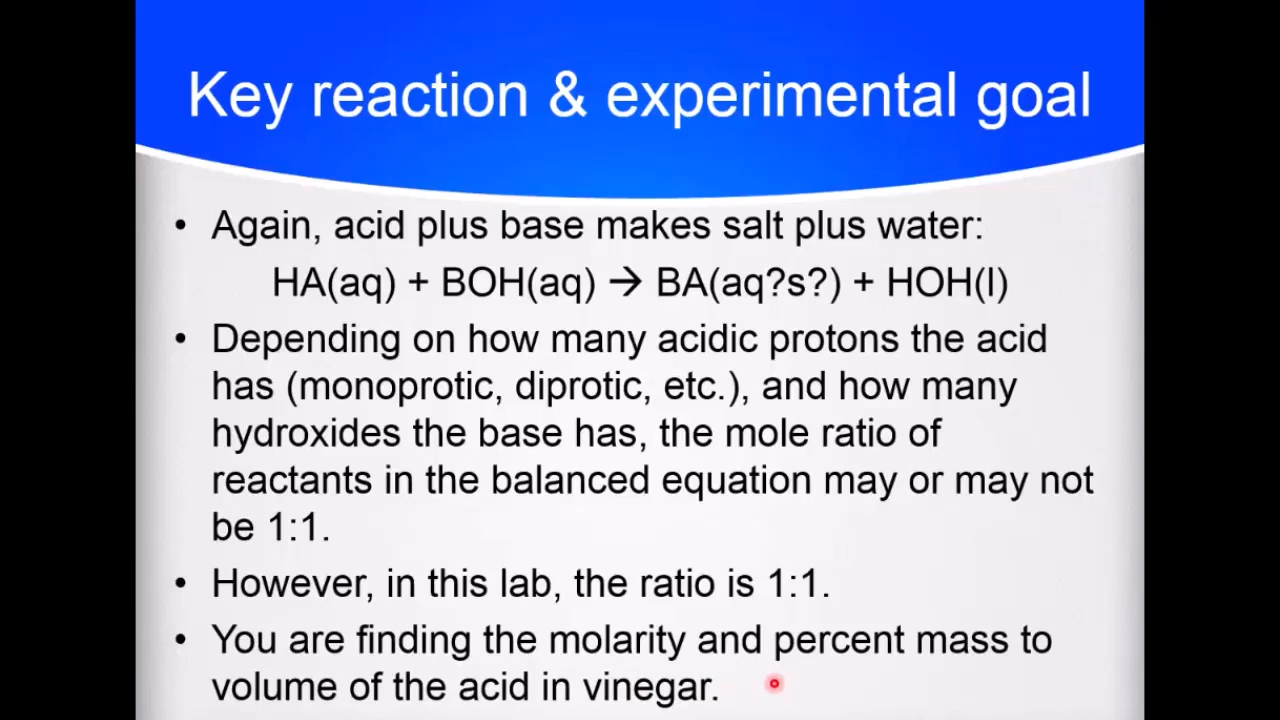 Key reaction & experimental goal
• Again, acid plus base makes salt plus water:
HA(aq) + BOH(aq) → BA(aq?s?) + HOH(l)
• Depending on how many acidic protons the acid
has (monoprotic, diprotic, etc.), and how many
hydroxides the base has, the mole ratio of
reactants in the balanced equation may or may not
be 1:1.
• However, in this lab, the ratio is 1:1.
• You are finding the molarity and percent mass to
volume of the acid in vinegar.